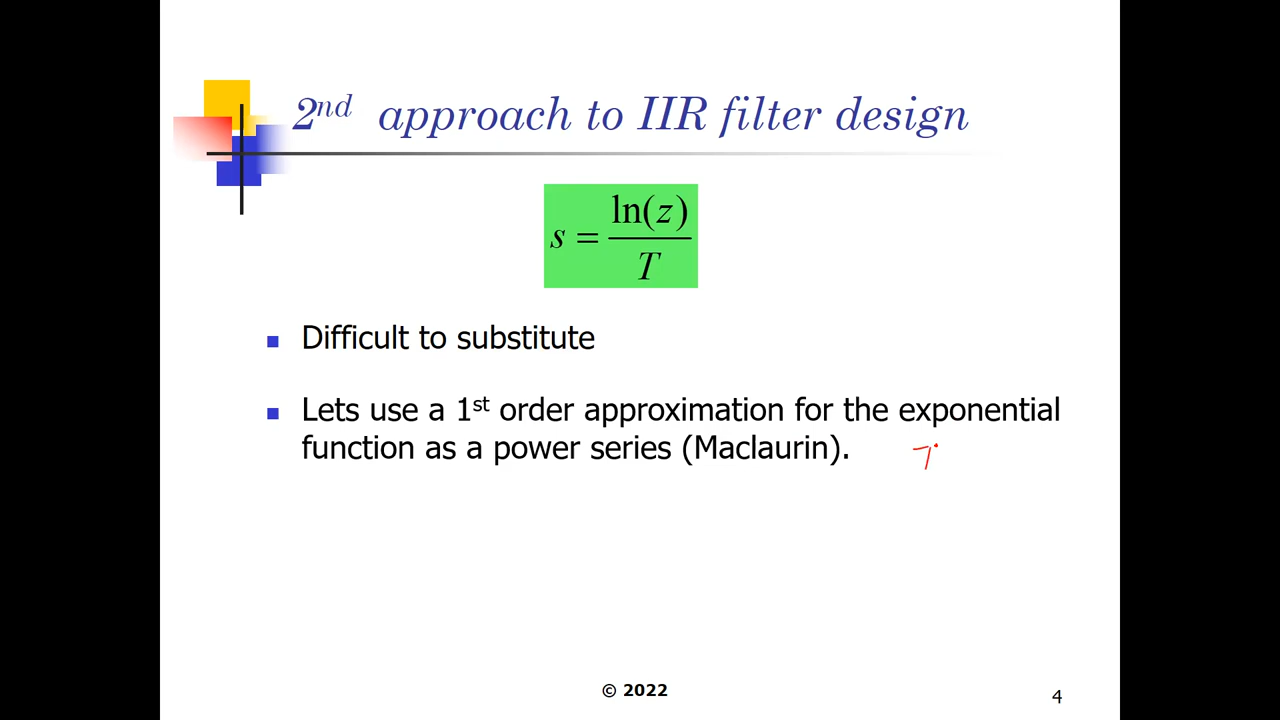 2nd approach to IIR filter design
s = ln(z) / T
Difficult to substitute
Lets use a 1st order approximation for the exponential
function as a power series (Maclaurin).
© 2022
4